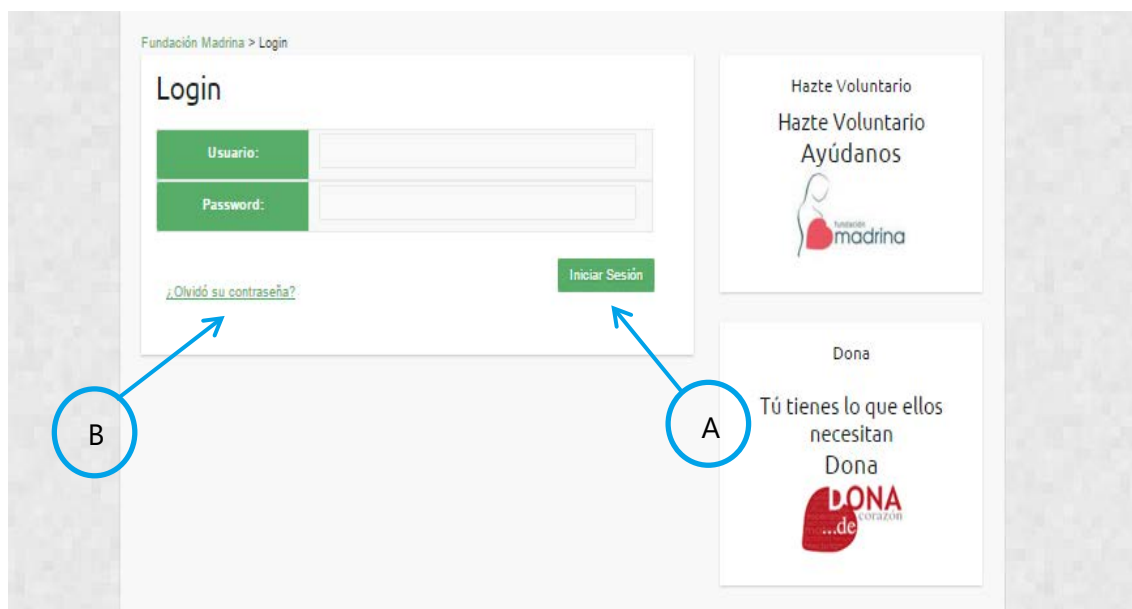 Fundación Madrina > Login
Login
Usuario:
Password:
¿Olvidó su contraseña?
Iniciar Sesión
B
A
Hazte Voluntario
Hazte Voluntario
Ayúdanos
fundación
madrina
Dona
Tú tienes lo que ellos
necesitan
Dona
DONA
...de corazón